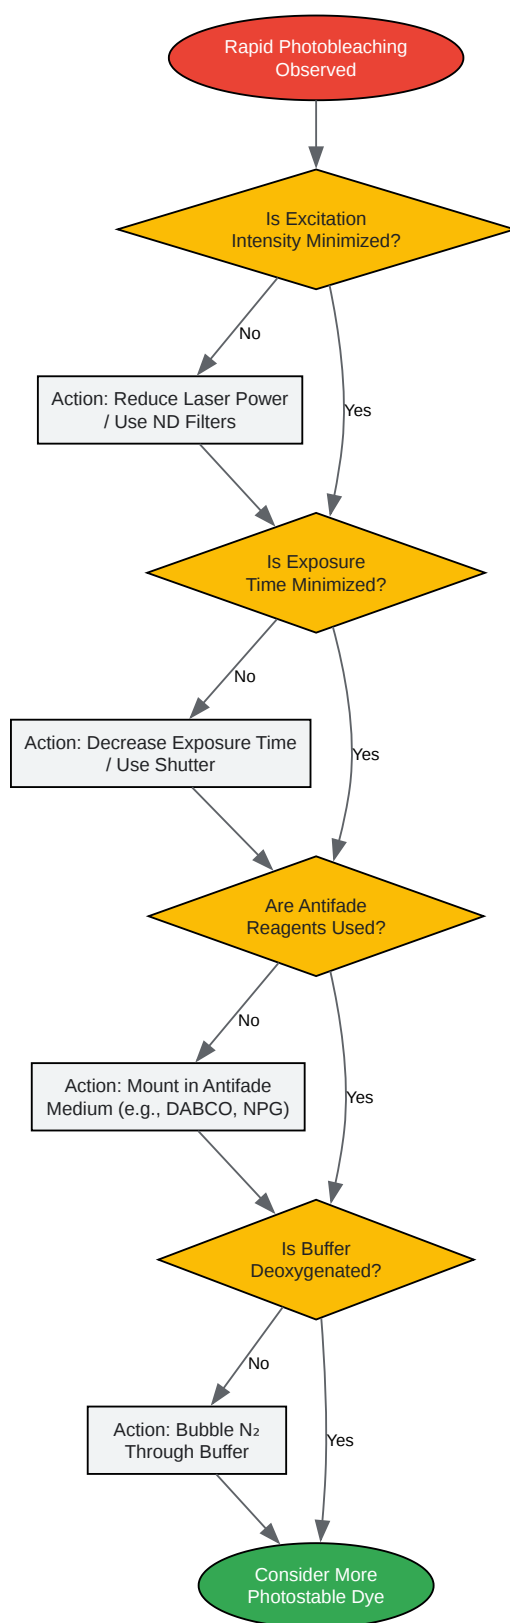 Rapid Photobleaching
Observed
Is Excitation
Intensity Minimized?
No
Action: Reduce Laser Power
/ Use ND Filters
Yes
Is Exposure
Time Minimized?
No
Action: Decrease Exposure Time
/ Use Shutter
Yes
Are Antifade
Reagents Used?
No
Action: Mount in Antifade
Medium (e.g., DABCO, NPG)
Yes
Is Buffer
Deoxygenated?
No
Action: Bubble N₂
Through Buffer
Yes
Consider More
Photostable Dye